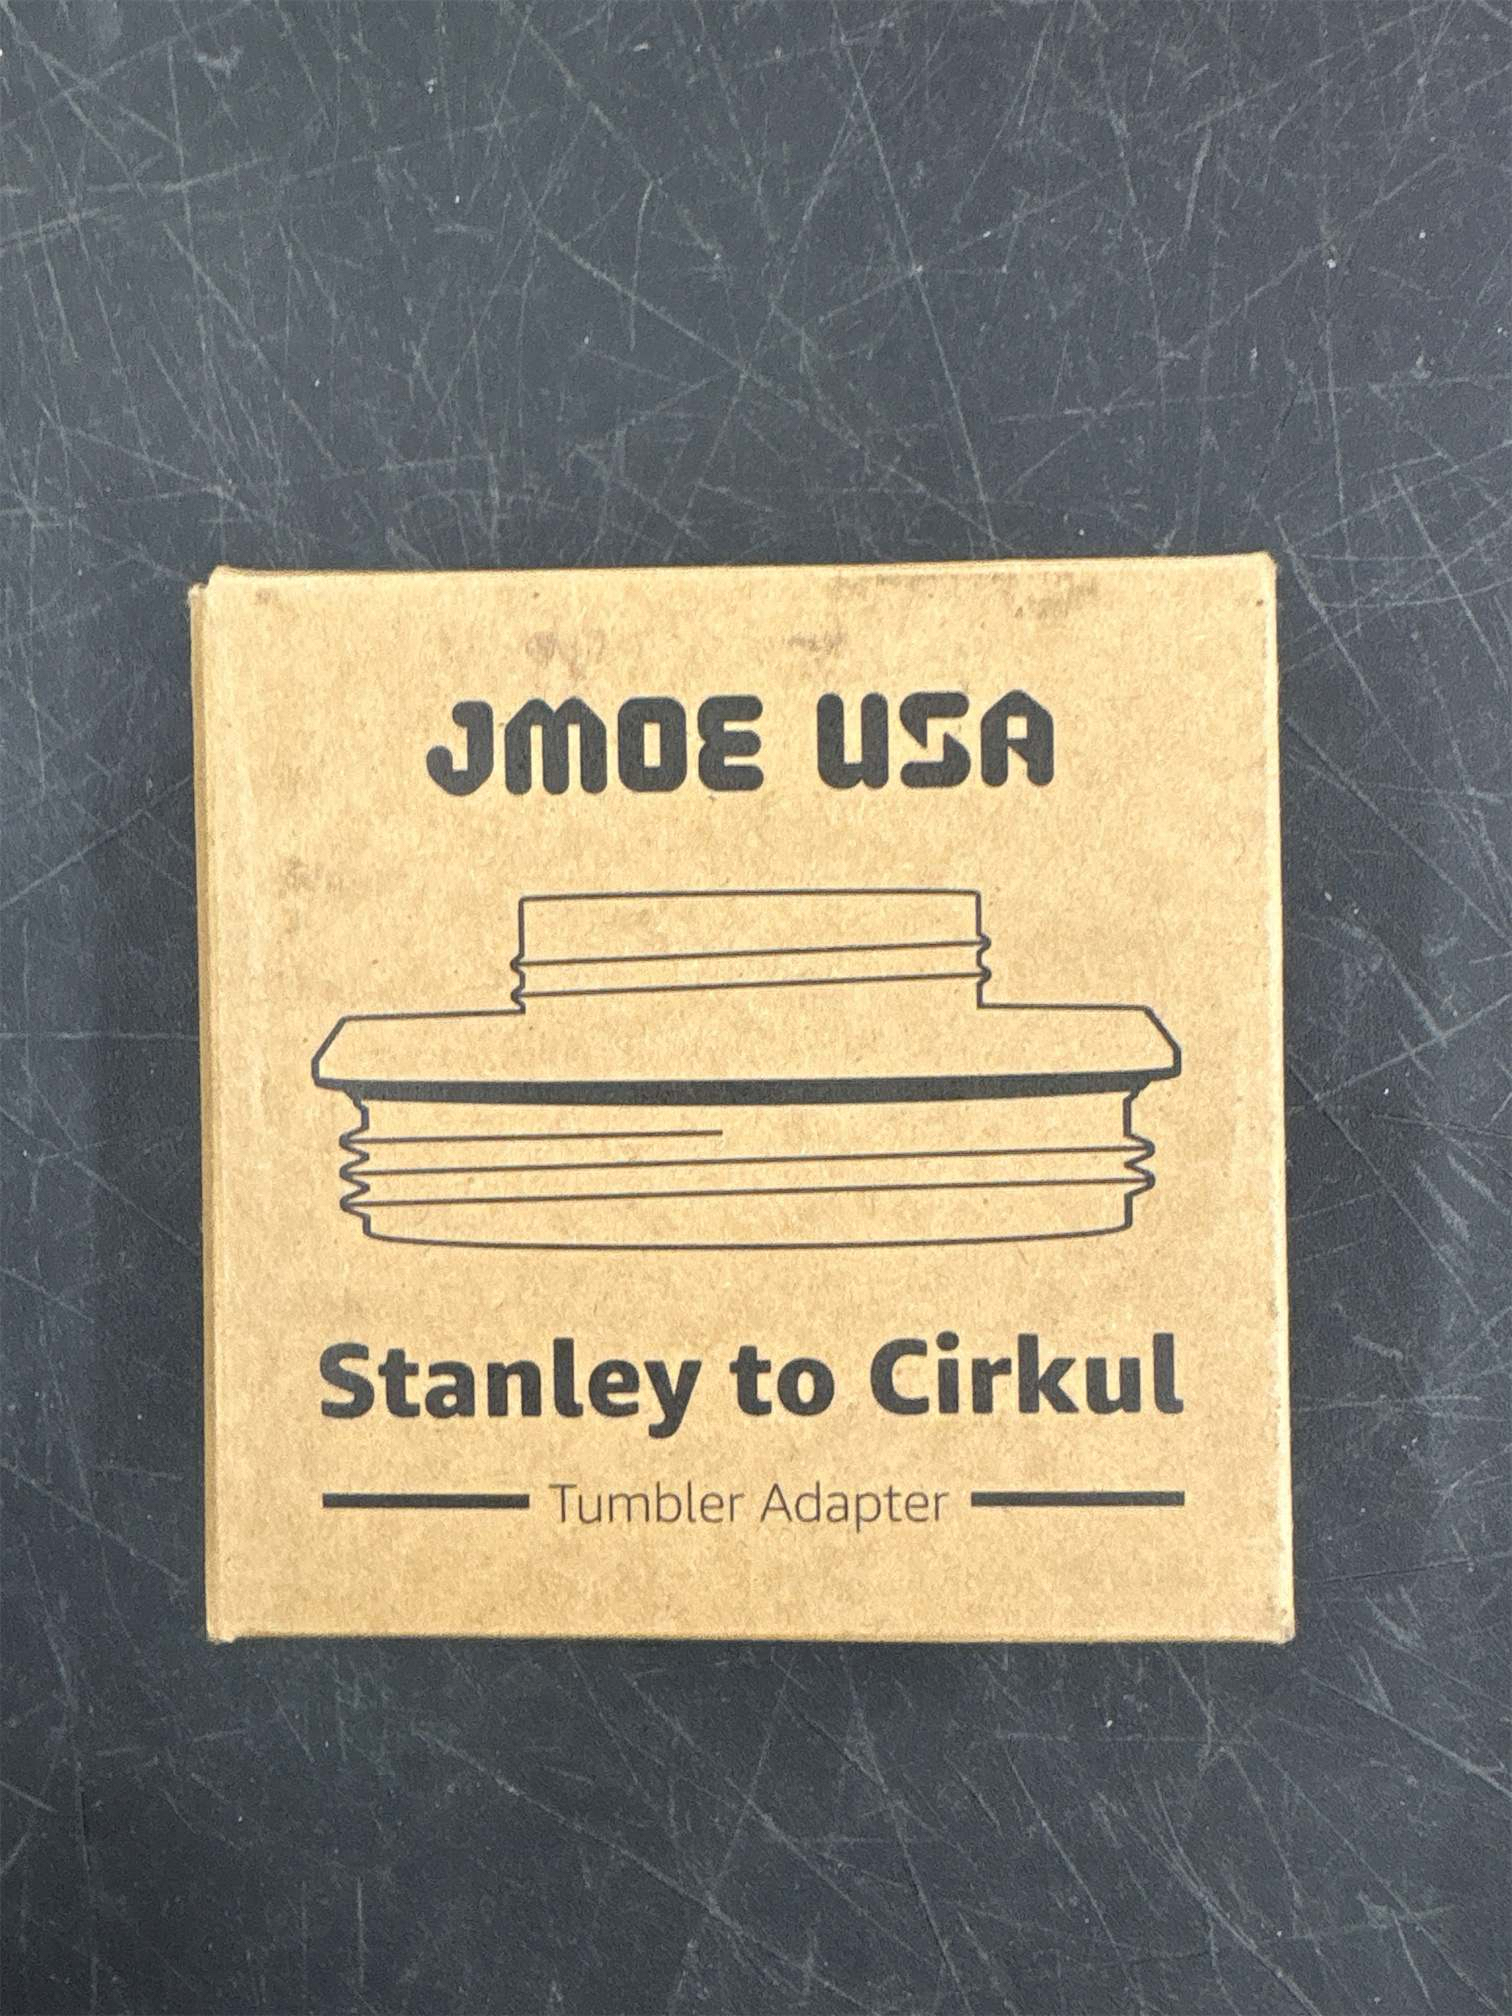 JMOE USA
Stanley to Cirkul
Tumbler Adapter